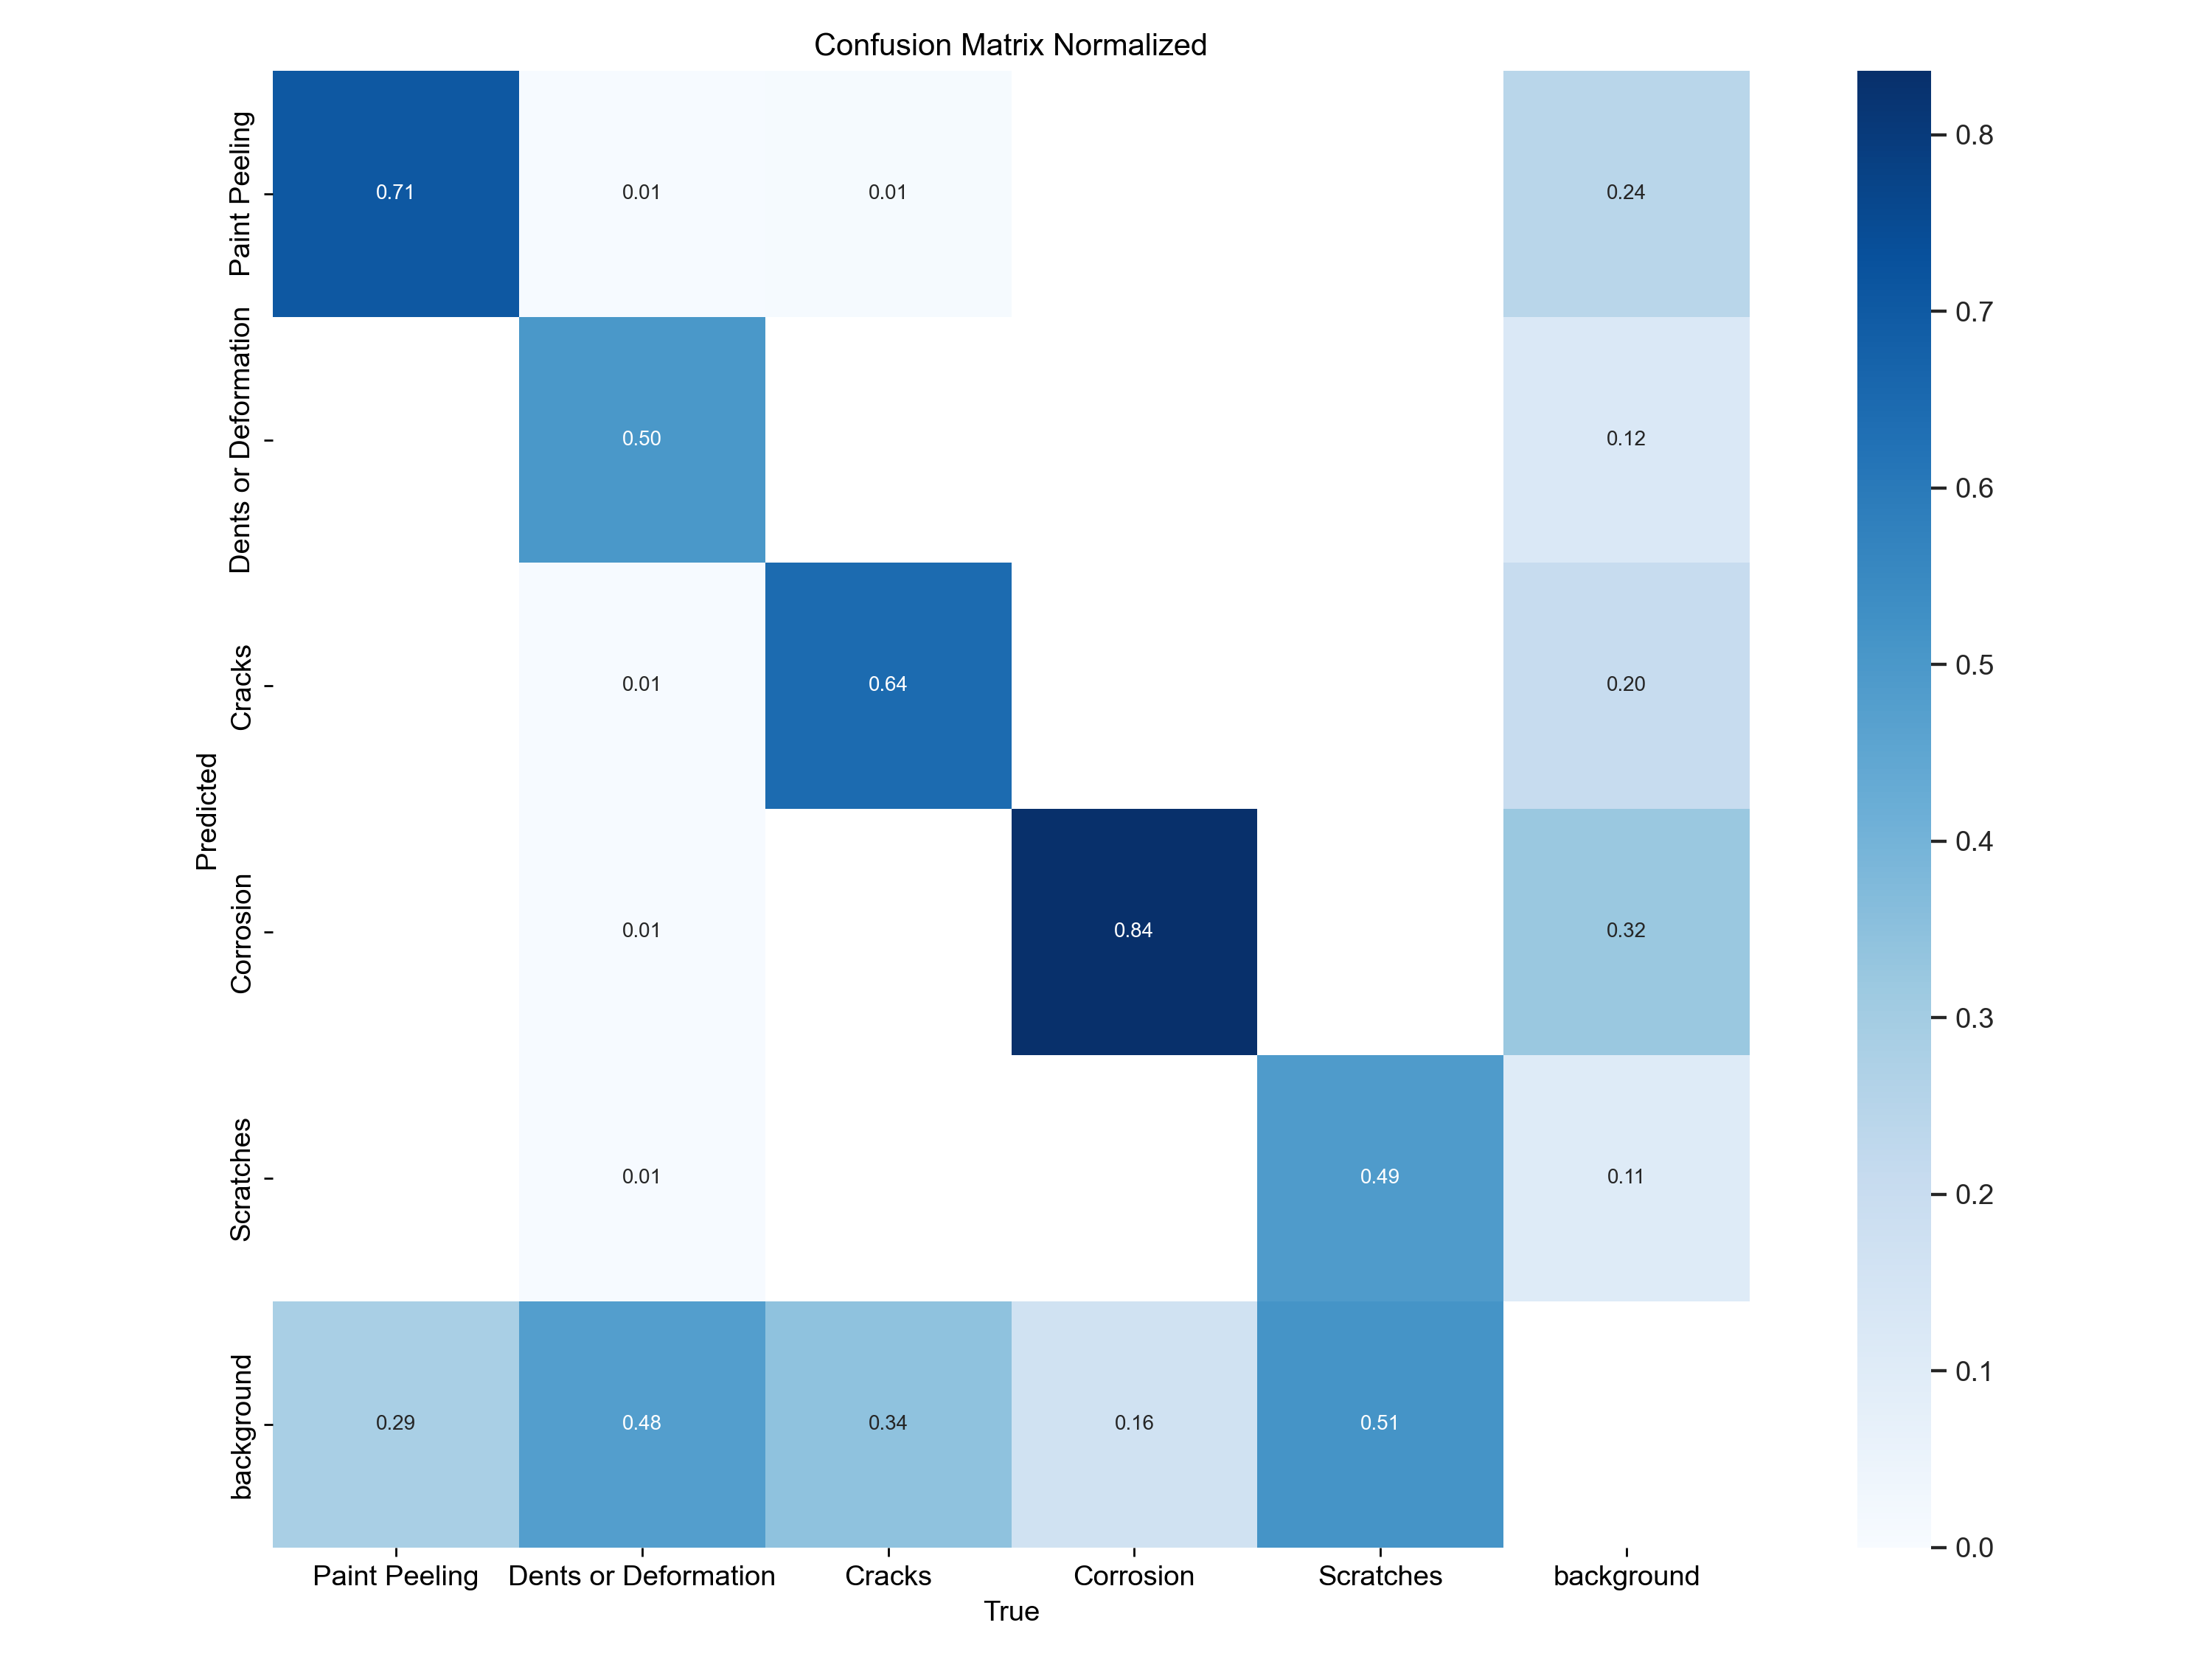 Confusion Matrix Normalized
Paint Peeling
0.71
0.01
0.01
0.24
Dents or Deformation
0.50
0.12
Cracks
0.01
0.64
0.20
Corrosion
0.01
0.84
0.32
Scratches
0.01
0.49
0.11
background
0.29
0.48
0.34
0.16
0.51
Predicted
Paint Peeling
Dents or Deformation
Cracks
Corrosion
Scratches
background
True
0.8
0.7
0.6
0.5
0.4
0.3
0.2
0.1
0.0